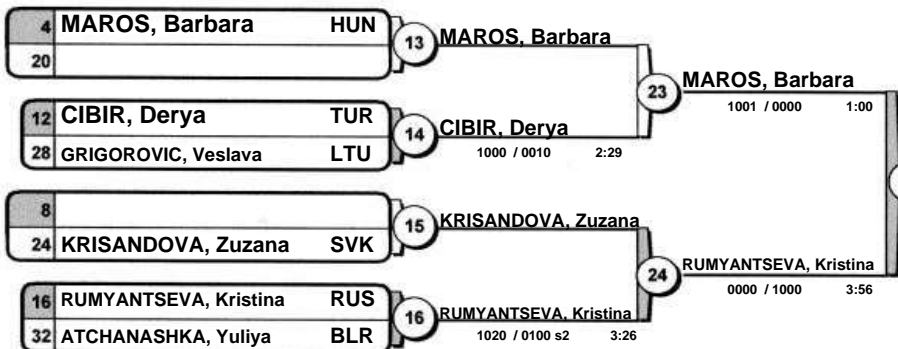 4 MAROS, Barbara HUN
20
13 MAROS, Barbara
12 CIBIR, Derya TUR
28 GRIGOROVIC, Veslava LTU
14 CIBIR, Derya
1000 / 0010 2:29
23 MAROS, Barbara
1001 / 0000 1:00
8
24 KRISANDOVA, Zuzana SVK
15 KRISANDOVA, Zuzana
16 RUMYANTSEVA, Kristina RUS
32 ATCHANASHKA, Yuliya BLR
16 RUMYANTSEVA, Kristina
1020 / 0100 s2 3:26
24 RUMYANTSEVA, Kristina
0000 / 1000 3:56